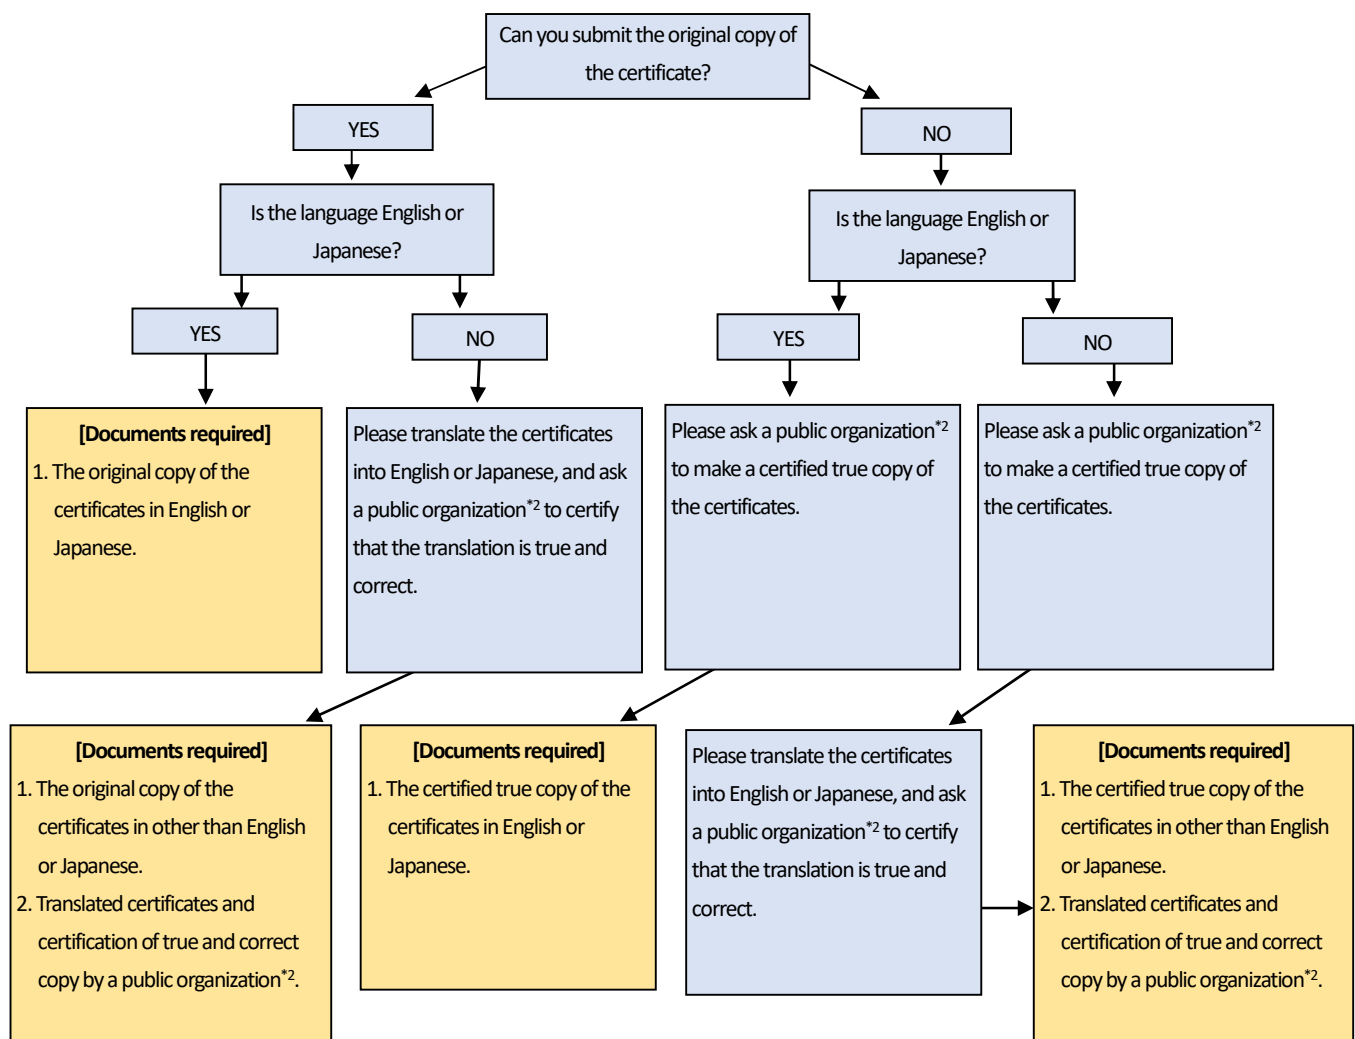 Can you submit the original copy of
the certificate?
YES
NO
Is the language English or
Japanese?
Is the language English or
Japanese?
YES
NO
YES
NO
[Documents required]
1. The original copy of the
certificates in English or
Japanese.
Please translate the certificates
into English or Japanese, and ask
a public organization*2 to certify
that the translation is true and
correct.
Please ask a public organization*2
to make a certified true copy of
the certificates.
Please ask a public organization*2
to make a certified true copy of
the certificates.
[Documents required]
1. The original copy of the
certificates in other than English
or Japanese.
2. Translated certificates and
certification of true and correct
copy by a public organization*2.
[Documents required]
1. The certified true copy of the
certificates in English or
Japanese.
Please translate the certificates
into English or Japanese, and ask
a public organization*2 to certify
that the translation is true and
correct.
[Documents required]
1. The certified true copy of the
certificates in other than English
or Japanese.
2. Translated certificates and
certification of true and correct
copy by a public organization*2.